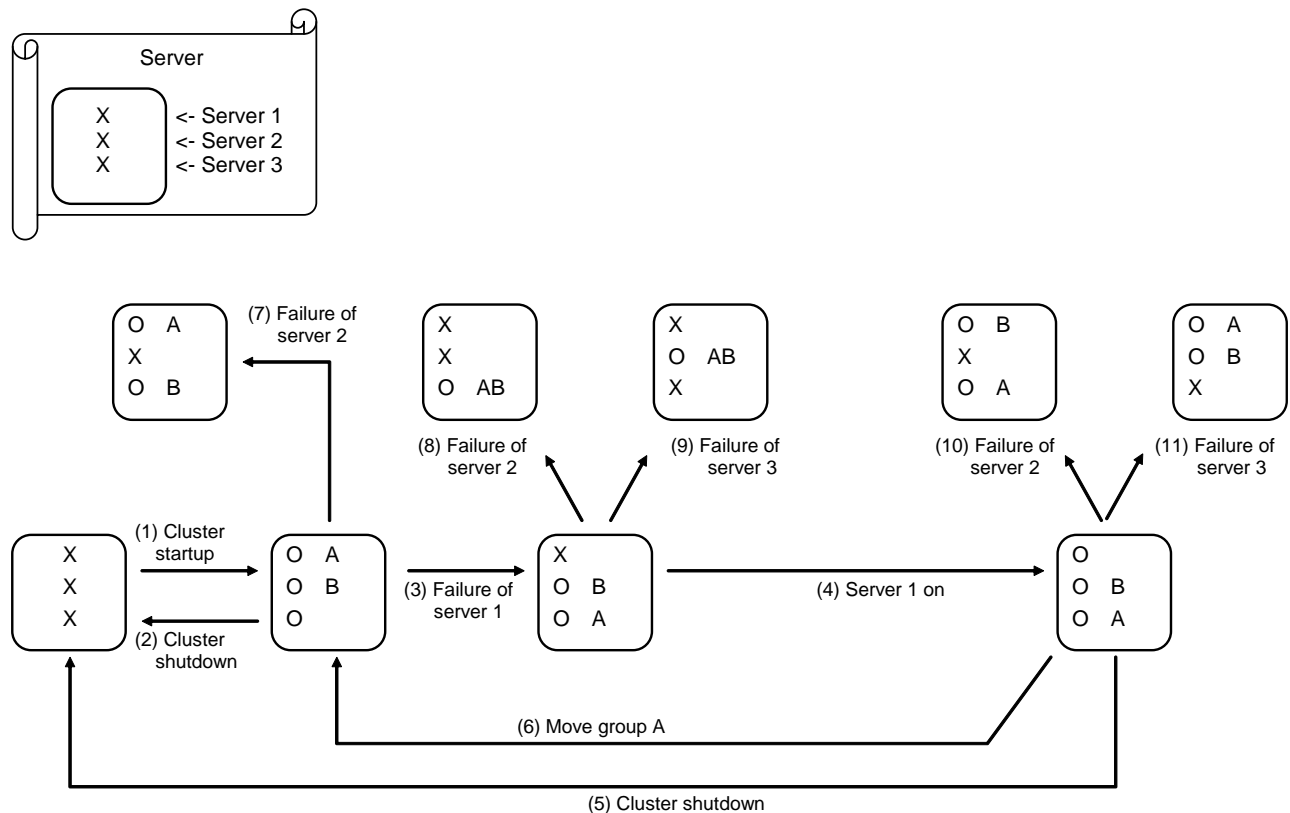 Server
X <- Server 1
X <- Server 2
X <- Server 3
O A
X
O B
(7) Failure of
server 2
X
X
O AB
X
O AB
X
O B
X
O A
O A
O B
X
(8) Failure of
server 2
(9) Failure of
server 3
(10) Failure of
server 2
(11) Failure of
server 3
X
X
X
(1) Cluster
startup
(2) Cluster
shutdown
O A
O B
O
(3) Failure of
server 1
X
O B
O A
(4) Server 1 on
O
O B
O A
(6) Move group A
(5) Cluster shutdown